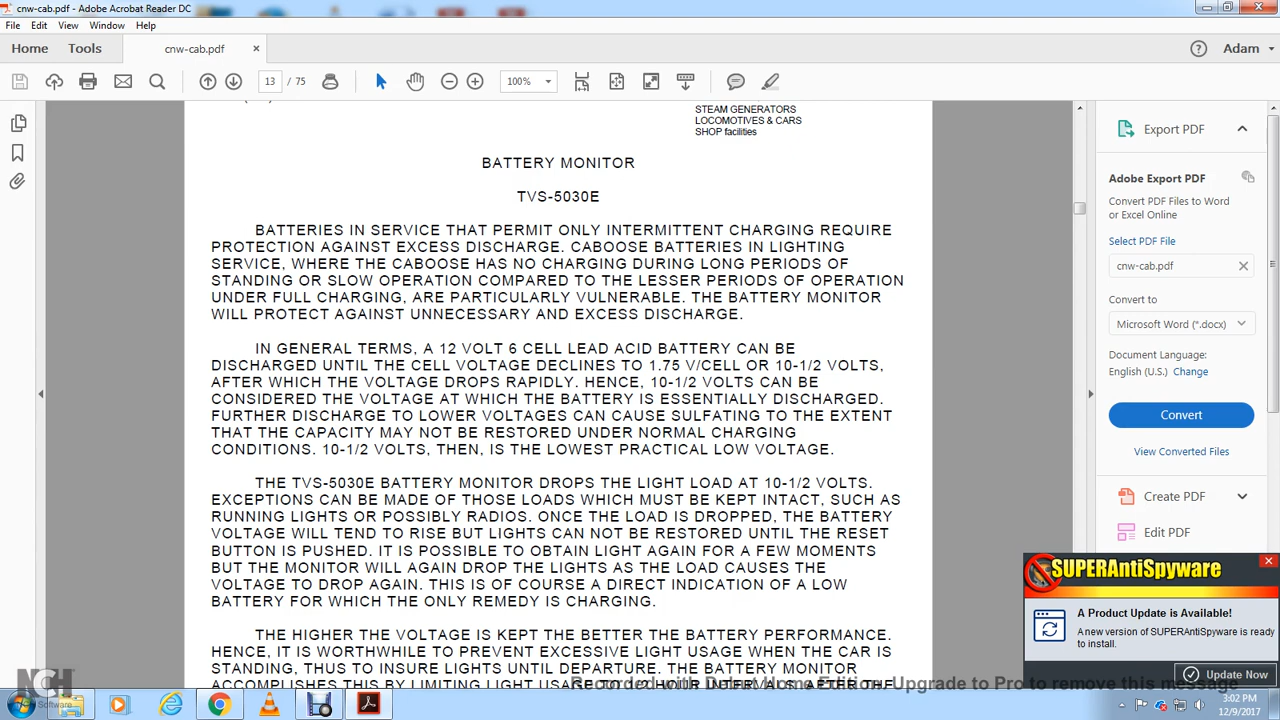 cnw-cab.pdf - Adobe Acrobat Reader DC
File Edit View Window Help
Home Tools cnw-cab.pdf × Adam
13 / 75 100%
STEAM GENERATORS
LOCOMOTIVES & CARS
SHOP facilities
BATTERY MONITOR
TVS-5030E
BATTERIES IN SERVICE THAT PERMIT ONLY INTERMITTENT CHARGING REQUIRE
PROTECTION AGAINST EXCESS DISCHARGE. CABOOSE BATTERIES IN LIGHTING
SERVICE, WHERE THE CABOOSE HAS NO CHARGING DURING LONG PERIODS OF
STANDING OR SLOW OPERATION COMPARED TO THE LESSER PERIODS OF OPERATION
UNDER FULL CHARGING, ARE PARTICULARLY VULNERABLE. THE BATTERY MONITOR
WILL PROTECT AGAINST UNNECESSARY AND EXCESS DISCHARGE.
IN GENERAL TERMS, A 12 VOLT 6 CELL LEAD ACID BATTERY CAN BE
DISCHARGED UNTIL THE CELL VOLTAGE DECLINES TO 1.75 V/CELL OR 10-1/2 VOLTS,
AFTER WHICH THE VOLTAGE DROPS RAPIDLY. HENCE, 10-1/2 VOLTS CAN BE
CONSIDERED THE VOLTAGE AT WHICH THE BATTERY IS ESSENTIALLY DISCHARGED.
FURTHER DISCHARGE TO LOWER VOLTAGES CAN CAUSE SULFATING TO THE EXTENT
THAT THE CAPACITY MAY NOT BE RESTORED UNDER NORMAL CHARGING
CONDITIONS. 10-1/2 VOLTS, THEN, IS THE LOWEST PRACTICAL LOW VOLTAGE.
THE TVS-5030E BATTERY MONITOR DROPS THE LIGHT LOAD AT 10-1/2 VOLTS.
EXCEPTIONS CAN BE MADE OF THOSE LOADS WHICH MUST BE KEPT INTACT, SUCH AS
RUNNING LIGHTS OR POSSIBLY RADIOS. ONCE THE LOAD IS DROPPED, THE BATTERY
VOLTAGE WILL TEND TO RISE BUT LIGHTS CAN NOT BE RESTORED UNTIL THE RESET
BUTTON IS PUSHED. IT IS POSSIBLE TO OBTAIN LIGHT AGAIN FOR A FEW MOMENTS
BUT THE MONITOR WILL AGAIN DROP THE LIGHTS AS THE LOAD CAUSES THE
VOLTAGE TO DROP AGAIN. THIS IS OF COURSE A DIRECT INDICATION OF A LOW
BATTERY FOR WHICH THE ONLY REMEDY IS CHARGING.
THE HIGHER THE VOLTAGE IS KEPT THE BETTER THE BATTERY PERFORMANCE.
HENCE, IT IS WORTHWHILE TO PREVENT EXCESSIVE LIGHT USAGE WHEN THE CAR IS
STANDING, THUS TO INSURE LIGHTS UNTIL DEPARTURE. THE BATTERY MONITOR
ACCOMPLISHES THIS BY LIMITING LIGHT
Export PDF
Adobe Export PDF
Convert PDF Files to Word
or Excel Online
Select PDF File
cnw-cab.pdf
Convert to
Microsoft Word (*.docx)
Document Language:
English (U.S.) Change
Convert
View Converted Files
Create PDF
Edit PDF
SUPERAntiSpyware
A Product Update is Available!
A new version of SUPERAntiSpyware is ready
to install.
Update Now
Home Edition. Upgrade to Pro to remove this message
NCH
Software
3:02 PM
12/9/2017